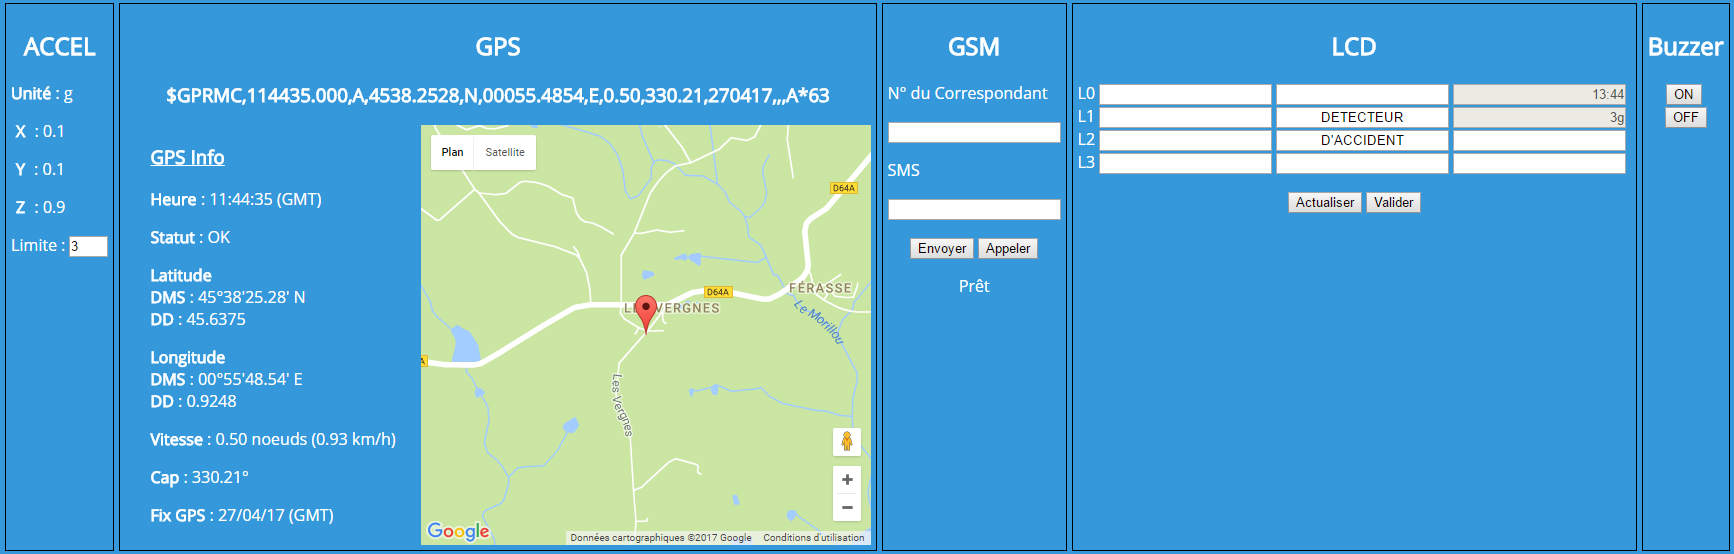 ACCEL
Unité : g
X : 0.1
Y : 0.1
Z : 0.9
Limite : 3
GPS
$GPRMC,114435.000,A,4538.2528,N,00055.4854,E,0.50,330.21,270417,,,A*63
GPS Info
Heure : 11:44:35 (GMT)
Statut : OK
Latitude
DMS : 45°38'25.28' N
DD : 45.6375
Longitude
DMS : 00°55'48.54' E
DD : 0.9248
Vitesse : 0.50 noeuds (0.93 km/h)
Cap : 330.21°
Fix GPS : 27/04/17 (GMT)
Plan Satellite
D64A
D64A
FÉRASSE
VERGNES
Le Morillou
Les Vergnes
+
−
Google
Données cartographiques ©2017 Google Conditions d'utilisation
GSM
N° du Correspondant
SMS
Envoyer Appeler
Prêt
LCD
L0 13:44
L1 DETECTEUR 3g
L2 D'ACCIDENT
L3
Actualiser Valider
Buzzer
ON
OFF